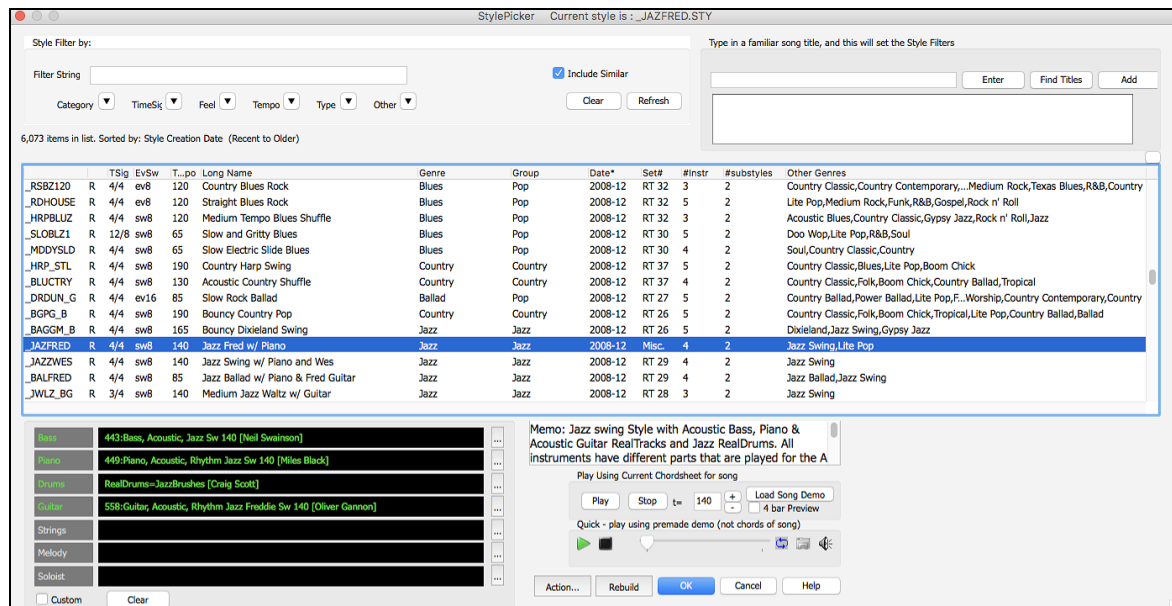 StylePicker Current style is : _JAZFRED.STY
Style Filter by:
Type in a familiar song title, and this will set the Style Filters
Filter String
Include Similar
Enter Find Titles Add
Category TimeSig Feel Tempo Type Other
Clear Refresh
6,073 items in list. Sorted by: Style Creation Date (Recent to Older)
TSig EvSw T...po Long Name Genre Group Date* Set# #Instr #substyles Other Genres
_RSBZ120 R 4/4 ev8 120 Country Blues Rock Blues Pop 2008-12 RT 32 3 2 Country Classic,Country Contemporary,...Medium Rock,Texas Blues,R&B,Country
_RDHOUSE R 4/4 ev8 120 Straight Blues Rock Blues Pop 2008-12 RT 32 5 2 Lite Pop,Medium Rock,Funk,R&B,Gospel,Rock n' Roll
_HRPBLUZ R 4/4 sw8 120 Medium Tempo Blues Shuffle Blues Pop 2008-12 RT 32 3 2 Acoustic Blues,Country Classic,Gypsy Jazz,Rock n' Roll,Jazz
_SLOBLZ1 R 12/8 sw8 65 Slow and Gritty Blues Blues Pop 2008-12 RT 30 5 2 Doo Wop,Lite Pop,R&B,Soul
_MDDYSLD R 4/4 sw8 65 Slow Electric Slide Blues Blues Pop 2008-12 RT 30 4 2 Soul,Country Classic,Country
_HRP_STL R 4/4 sw8 190 Country Harp Swing Country Country 2008-12 RT 37 5 2 Country Classic,Blues,Lite Pop,Boom Chick
_BLUCTRY R 4/4 sw8 130 Acoustic Country Shuffle Country Country 2008-12 RT 37 4 2 Country Classic,Folk,Boom Chick,Country Ballad,Tropical
_DRDUN_G R 4/4 ev16 85 Slow Rock Ballad Ballad Pop 2008-12 RT 27 5 2 Country Ballad,Power Ballad,Lite Pop,F...Worship,Country Contemporary,Country
_BGPG_B R 4/4 sw8 190 Bouncy Country Pop Country Country 2008-12 RT 26 5 2 Country Classic,Folk,Boom Chick,Tropical,Lite Pop,Country Ballad,Ballad
_BAGGM_B R 4/4 sw8 165 Bouncy Dixieland Swing Jazz Jazz 2008-12 RT 26 5 2 Dixieland,Jazz Swing,Gypsy Jazz
_JAZFRED R 4/4 sw8 140 Jazz Fred w/ Piano Jazz Jazz 2008-12 Misc. 4 2 Jazz Swing,Lite Pop
_JAZZWES R 4/4 sw8 140 Jazz Swing w/ Piano and Wes Jazz Jazz 2008-12 RT 29 4 2 Jazz Swing
_BALFRED R 4/4 sw8 85 Jazz Ballad w/ Piano & Fred Guitar Jazz Jazz 2008-12 RT 29 4 2 Jazz Ballad,Jazz Swing
_JWLZ_BG R 3/4 sw8 140 Medium Jazz Waltz w/ Guitar Jazz Jazz 2008-12 RT 28 3 2 Jazz Swing
Bass 443:Bass, Acoustic, Jazz Sw 140 [Neil Swainson] ...
Piano 449:Piano, Acoustic, Rhythm Jazz Sw 140 [Miles Black] ...
Drums RealDrums=JazzBrushes [Craig Scott] ...
Guitar 558:Guitar, Acoustic, Rhythm Jazz Freddie Sw 140 [Oliver Gannon] ...
Strings ...
Melody ...
Soloist ...
Custom Clear
Memo: Jazz swing Style with Acoustic Bass, Piano &
Acoustic Guitar RealTracks and Jazz RealDrums. All
instruments have different parts that are played for the A
Play Using Current Chordsheet for song
Play Stop t= 140 + - Load Song Demo
4 bar Preview
Quick - play using premade demo (not chords of song)
Action... Rebuild OK Cancel Help